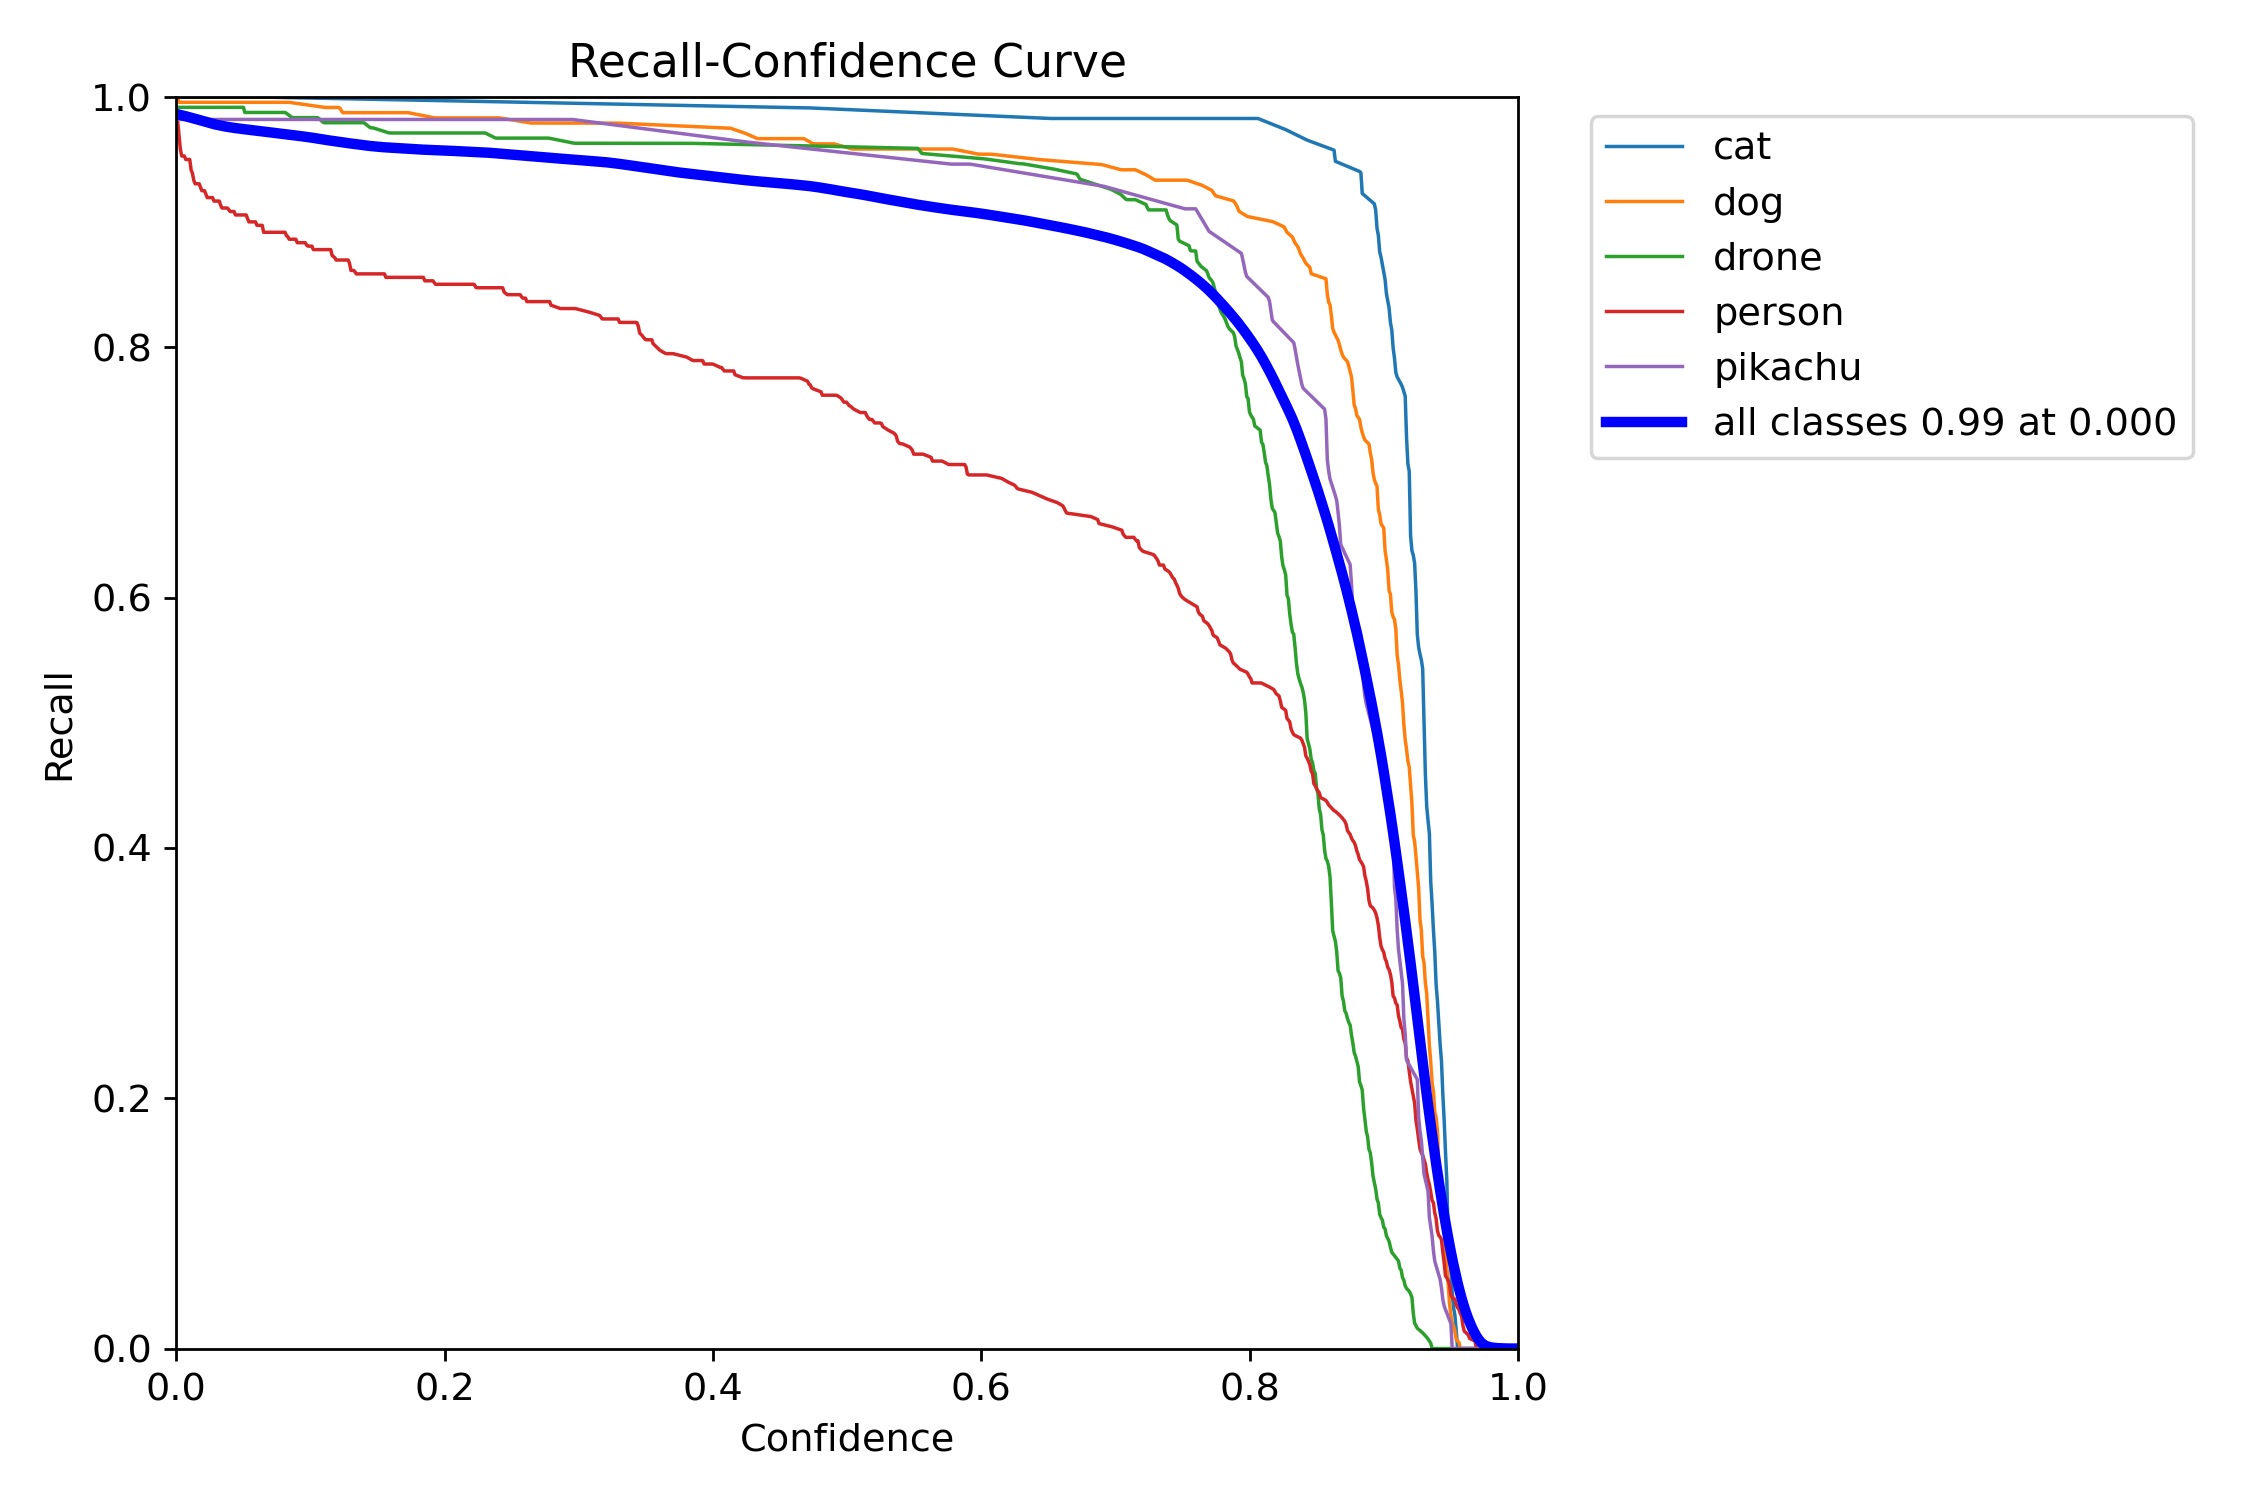 Recall-Confidence Curve
1.0
0.8
0.6
0.4
0.2
0.0
Recall
0.0 0.2 0.4 0.6 0.8 1.0
Confidence
cat
dog
drone
person
pikachu
all classes 0.99 at 0.000